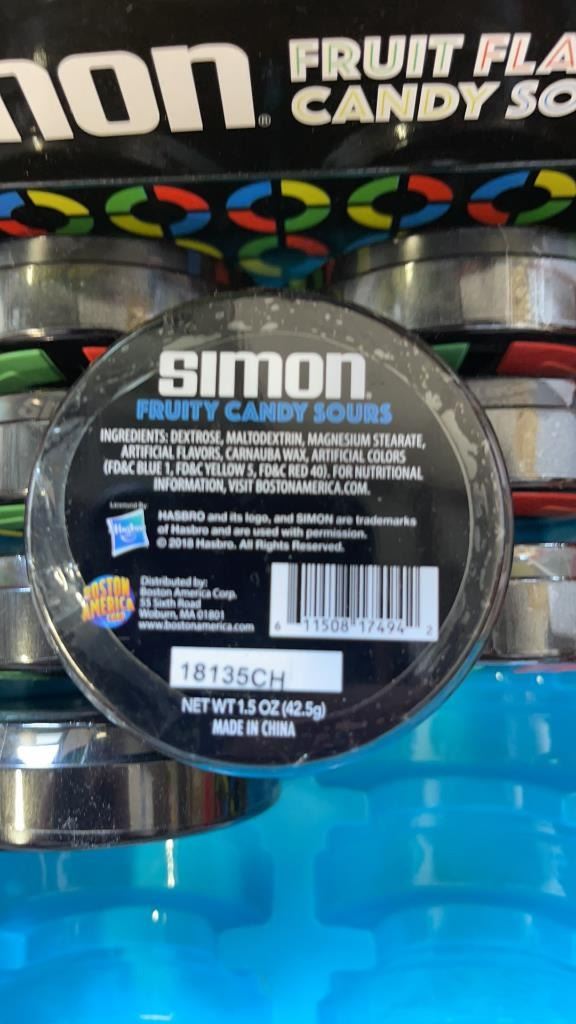 mon®
FRUIT FLA
CANDY SO
simon™
FRUITY CANDY SOURS
INGREDIENTS: DEXTROSE, MALTODEXTRIN, MAGNESIUM STEARATE,
ARTIFICIAL FLAVORS, CARNAUBA WAX, ARTIFICIAL COLORS
(FD&C BLUE 1, FD&C YELLOW 5, FD&C RED 40). FOR NUTRITIONAL
INFORMATION, VISIT BOSTONAMERICA.COM.
Licensed By:
Hasbro
HASBRO and its logo, and SIMON are trademarks
of Hasbro and are used with permission.
© 2018 Hasbro. All Rights Reserved.
BOSTON
AMERICA
CORP
Distributed by:
Boston America Corp.
55 Sixth Road
Woburn, MA 01801
www.bostonamerica.com
6 11508 17494 2
18135CH
NET WT 1.5 OZ (42.5g)
MADE IN CHINA